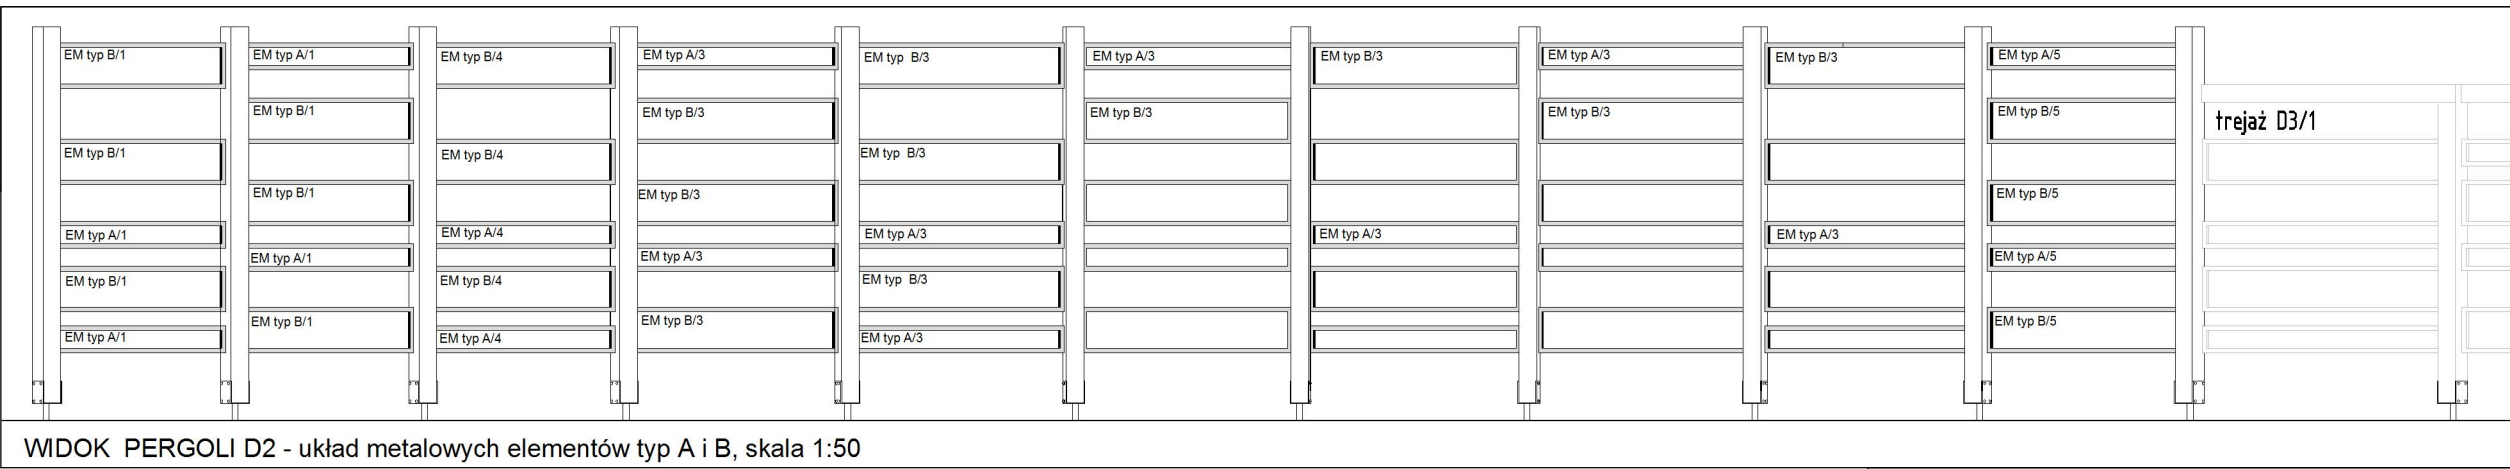 EM typ B/1
EM typ A/1
EM typ B/4
EM typ A/3
EM typ B/3
EM typ A/3
EM typ B/3
EM typ A/3
EM typ B/3
EM typ A/5
EM typ B/1
EM typ B/3
EM typ B/3
EM typ B/3
EM typ B/5
trejaż D3/1
EM typ B/1
EM typ B/4
EM typ B/3
EM typ B/1
EM typ B/3
EM typ B/5
EM typ A/1
EM typ A/4
EM typ A/3
EM typ A/3
EM typ A/3
EM typ A/1
EM typ A/3
EM typ A/5
EM typ B/1
EM typ B/4
EM typ B/3
EM typ B/1
EM typ B/3
EM typ B/5
EM typ A/1
EM typ A/4
EM typ A/3
WIDOK PERGOLI D2 - układ metalowych elementów typ A i B, skala 1:50